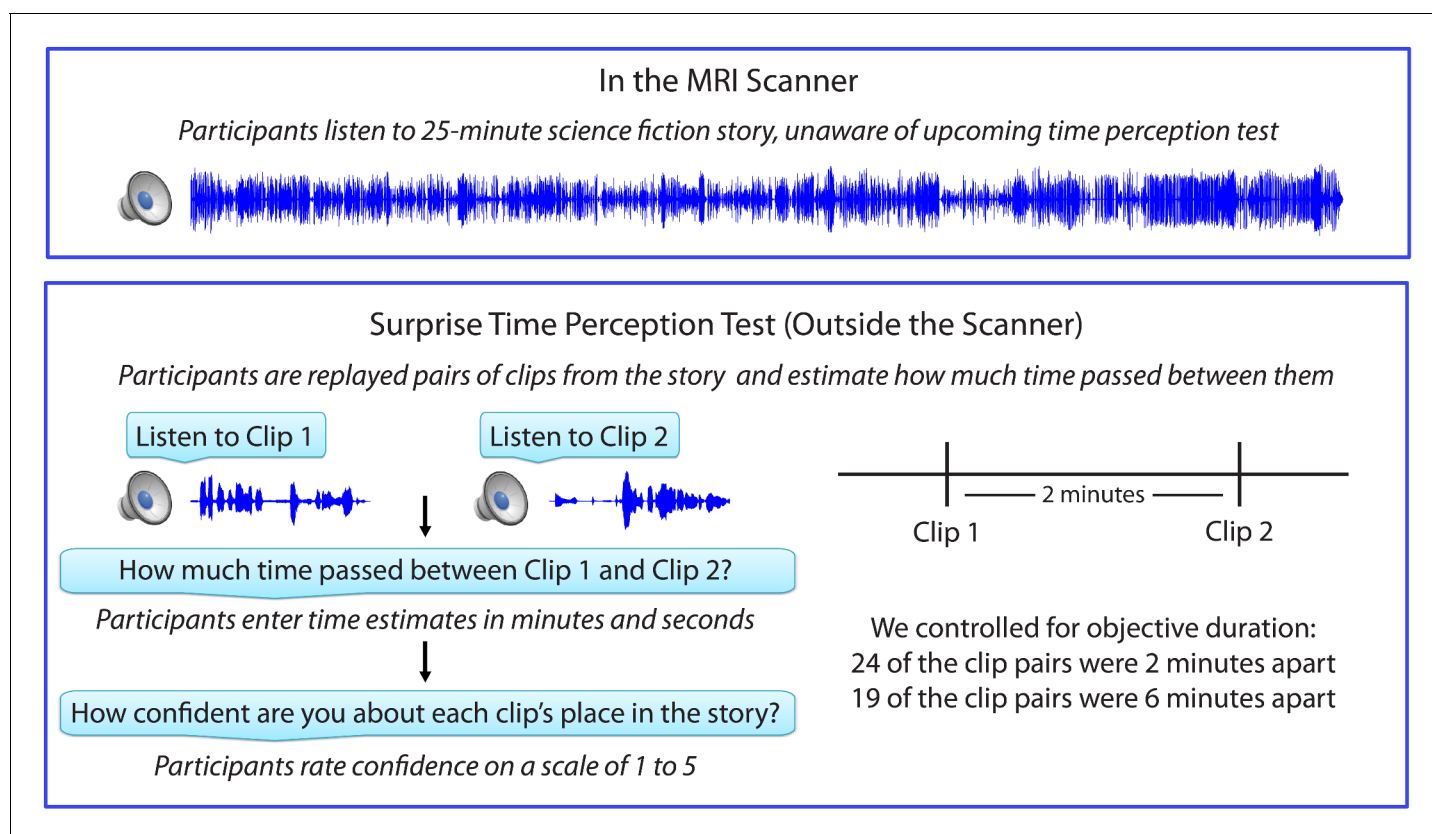 In the MRI Scanner
Participants listen to 25-minute science fiction story, unaware of upcoming time perception test
Surprise Time Perception Test (Outside the Scanner)
Participants are replayed pairs of clips from the story and estimate how much time passed between them
Listen to Clip 1
Listen to Clip 2
How much time passed between Clip 1 and Clip 2?
Participants enter time estimates in minutes and seconds
How confident are you about each clip's place in the story?
Participants rate confidence on a scale of 1 to 5
2 minutes
Clip 1
Clip 2
We controlled for objective duration:
24 of the clip pairs were 2 minutes apart
19 of the clip pairs were 6 minutes apart